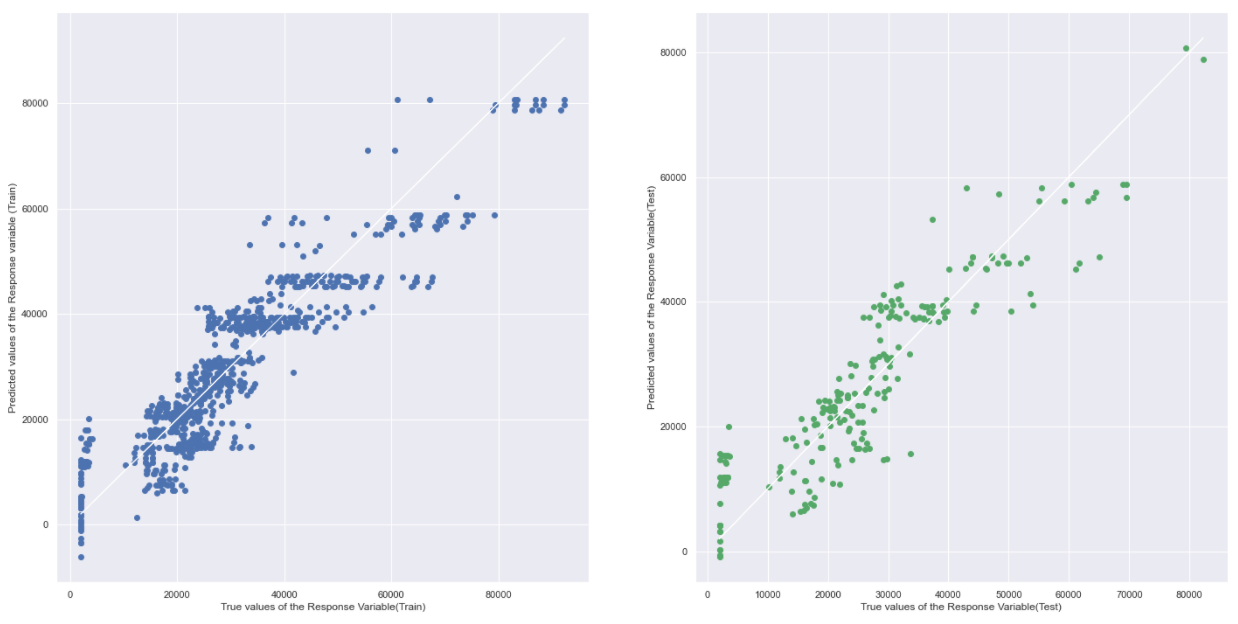 Predicted values of the Response variable (Train)
80000
60000
40000
20000
0
0 20000 40000 60000 80000
True values of the Response Variable(Train)
Predicted values of the Response Variable(Test)
80000
60000
40000
20000
0
0 10000 20000 30000 40000 50000 60000 70000 80000
True values of the Response Variable(Test)